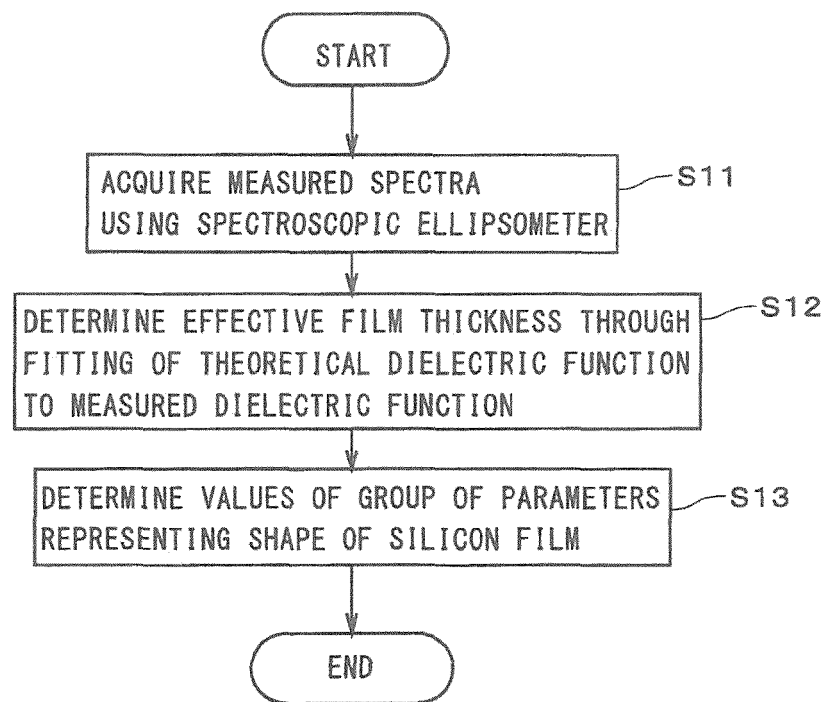 START
ACQUIRE MEASURED SPECTRA
USING SPECTROSCOPIC ELLIPSOMETER
S11
DETERMINE EFFECTIVE FILM THICKNESS THROUGH
FITTING OF THEORETICAL DIELECTRIC FUNCTION
TO MEASURED DIELECTRIC FUNCTION
S12
DETERMINE VALUES OF GROUP OF PARAMETERS
REPRESENTING SHAPE OF SILICON FILM
S13
END